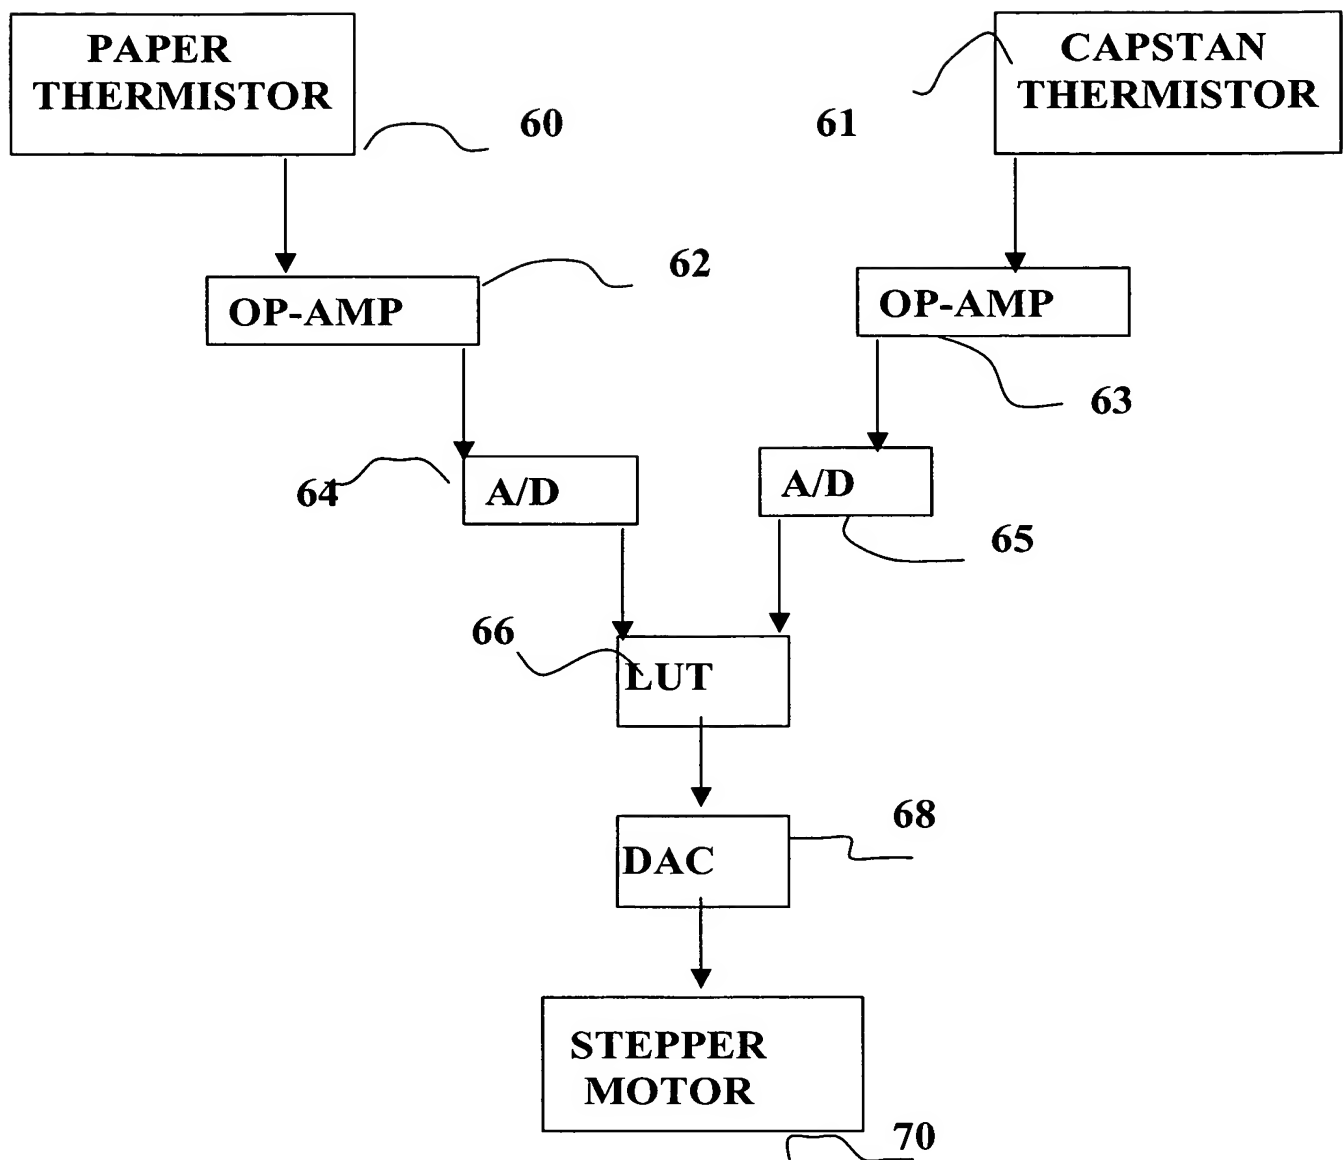 PAPER
THERMISTOR
60
61
CAPSTAN
THERMISTOR
OP-AMP
62
OP-AMP
63
64
A/D
A/D
65
66
LUT
DAC
68
STEPPER
MOTOR
70